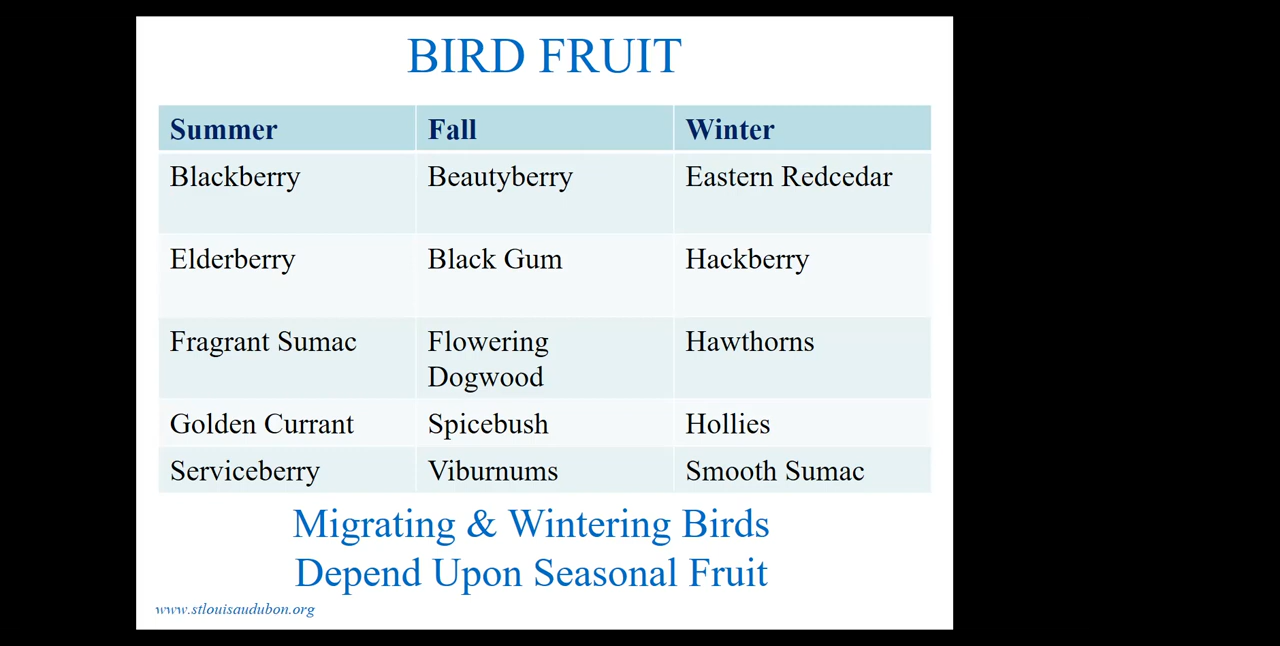 BIRD FRUIT
Summer Fall Winter
Blackberry Beautyberry Eastern Redcedar
Elderberry Black Gum Hackberry
Fragrant Sumac Flowering Hawthorns
Dogwood
Golden Currant Spicebush Hollies
Serviceberry Viburnums Smooth Sumac
Migrating & Wintering Birds
Depend Upon Seasonal Fruit
www.stlouisaudubon.org